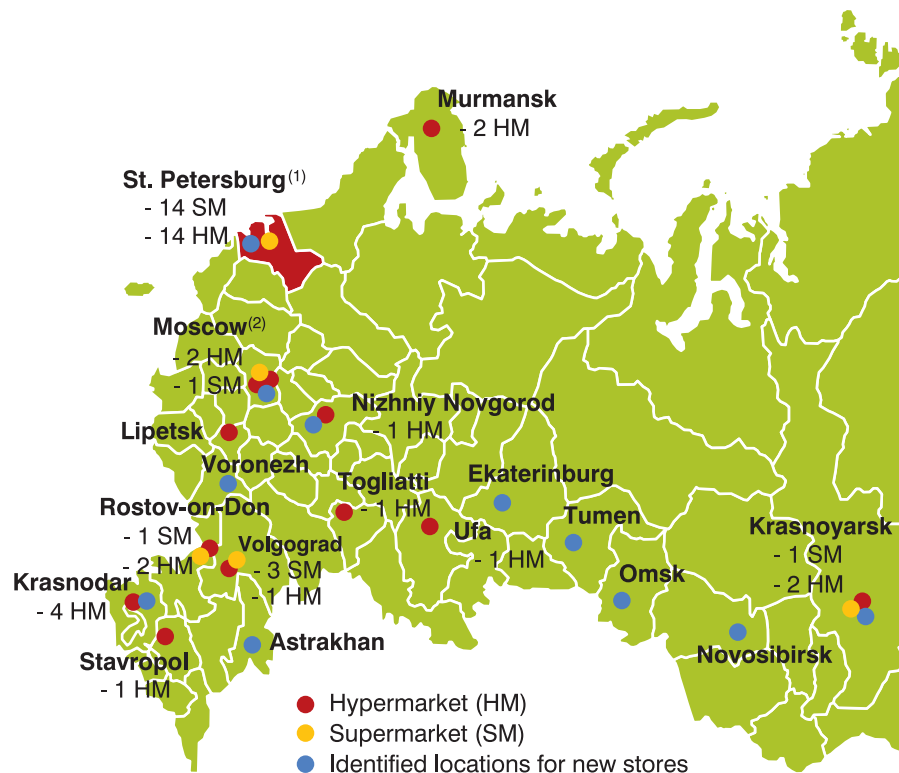 Murmansk
- 2 HM
St. Petersburg(1)
- 14 SM
- 14 HM
Moscow(2)
- 2 HM
- 1 SM
Nizhniy Novgorod
- 1 HM
Lipetsk
Voronezh
Togliatti
- 1 HM
Ekaterinburg
Rostov-on-Don
- 1 SM
- 2 HM
Volgograd
- 3 SM
- 1 HM
Ufa
- 1 HM
Tumen
Krasnoyarsk
- 1 SM
- 2 HM
Krasnodar
- 4 HM
Omsk
Astrakhan
Novosibirsk
Stavropol
- 1 HM
Hypermarket (HM)
Supermarket (SM)
Identified locations for new stores